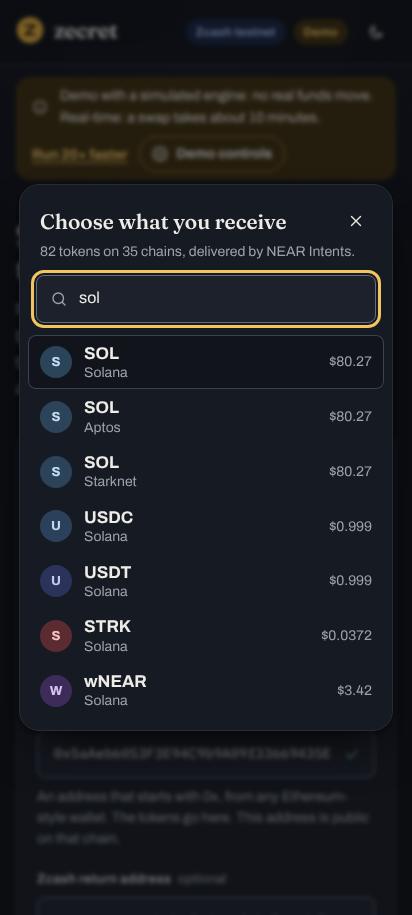 Z zecret
Zcash testnet
Demo
Demo with a simulated engine: no real funds move.
Real-time: a swap takes about 10 minutes.
Run 20× faster
Demo controls
Choose what you receive
82 tokens on 35 chains, delivered by NEAR Intents.
sol
S SOL $80.27
Solana
S SOL $80.27
Aptos
S SOL $80.27
Starknet
U USDC $0.999
Solana
U USDT $0.999
Solana
S STRK $0.0372
Solana
W wNEAR $3.42
Solana
An address that starts with 0x, from any Ethereum-
style wallet. The tokens go here. This address is public
on that chain.
Zcash return address optional